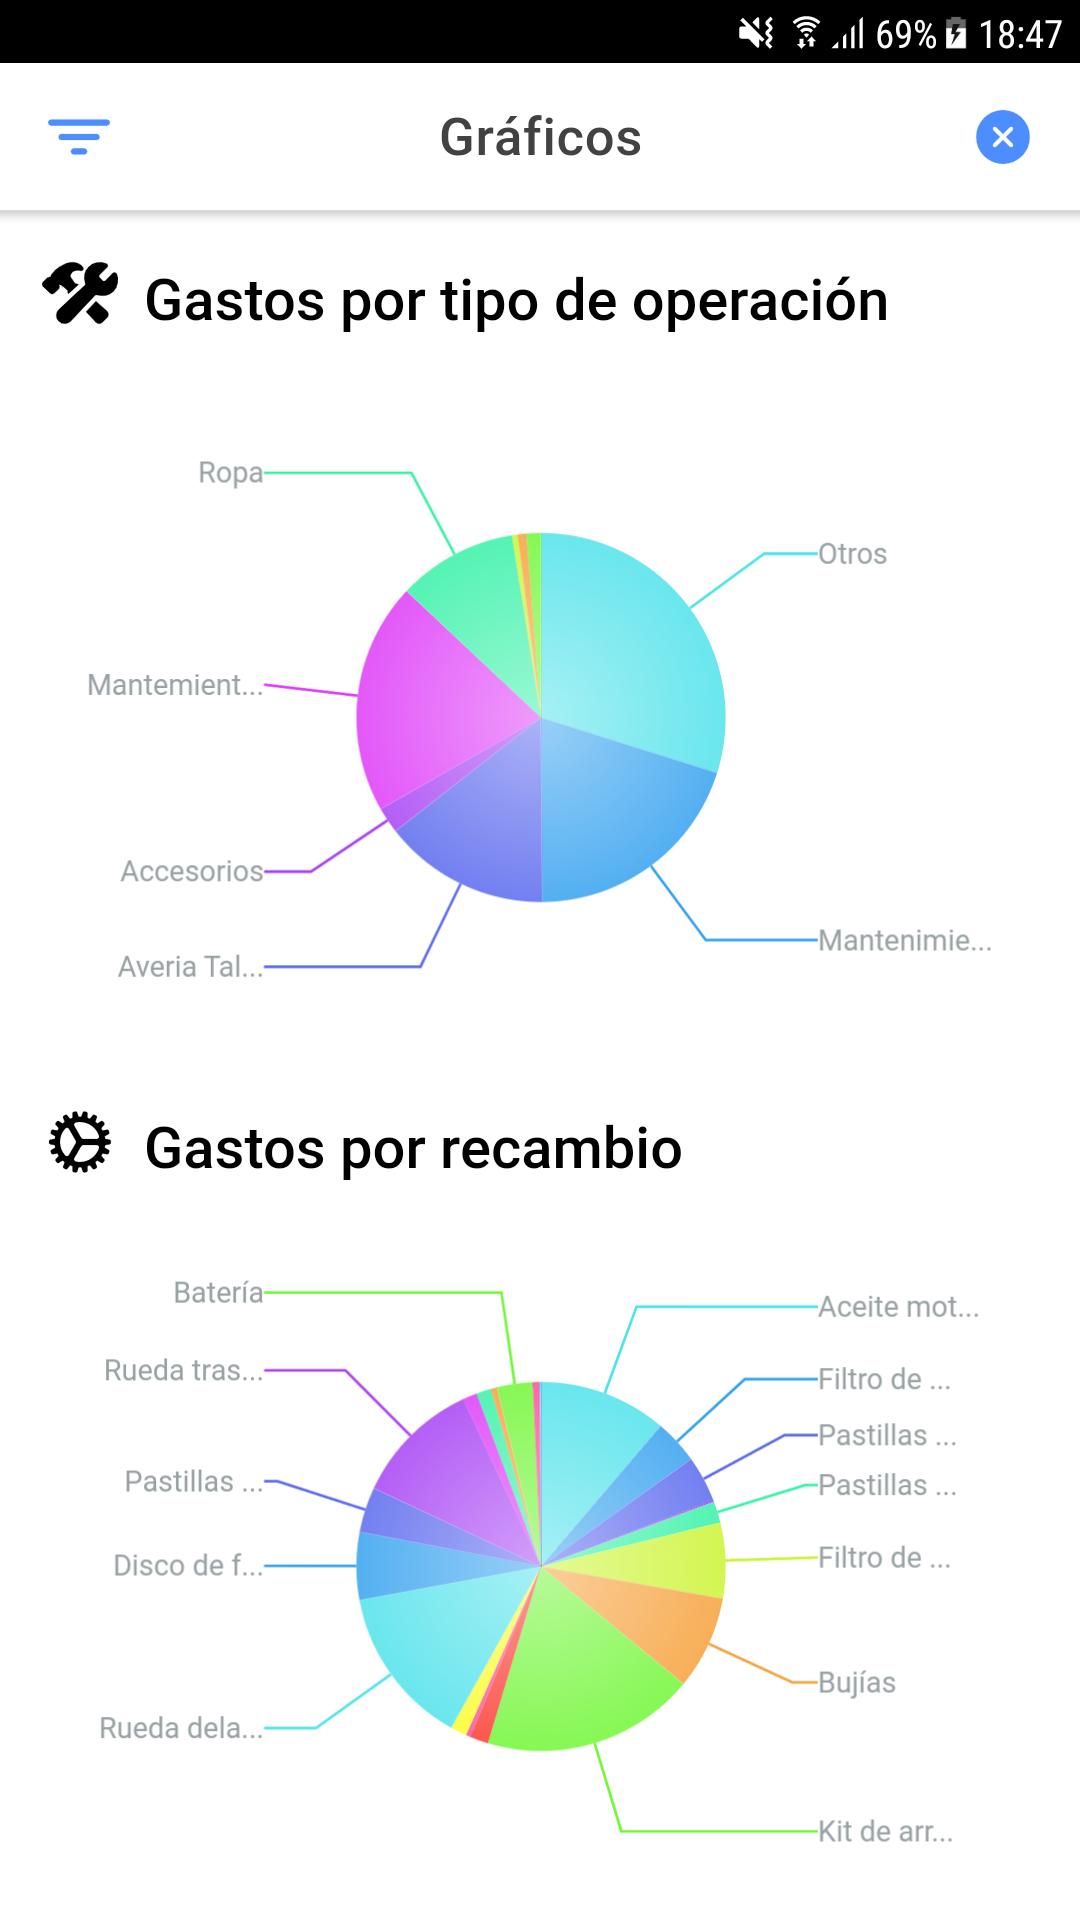 69% 18:47
Gráficos
Gastos por tipo de operación
Ropa
Otros
Mantemient...
Accesorios
Mantenimie...
Averia Tal...
Gastos por recambio
Batería
Aceite mot...
Rueda tras...
Filtro de ...
Pastillas ...
Pastillas ...
Pastillas ...
Filtro de ...
Disco de f...
Bujías
Rueda dela...
Kit de arr...